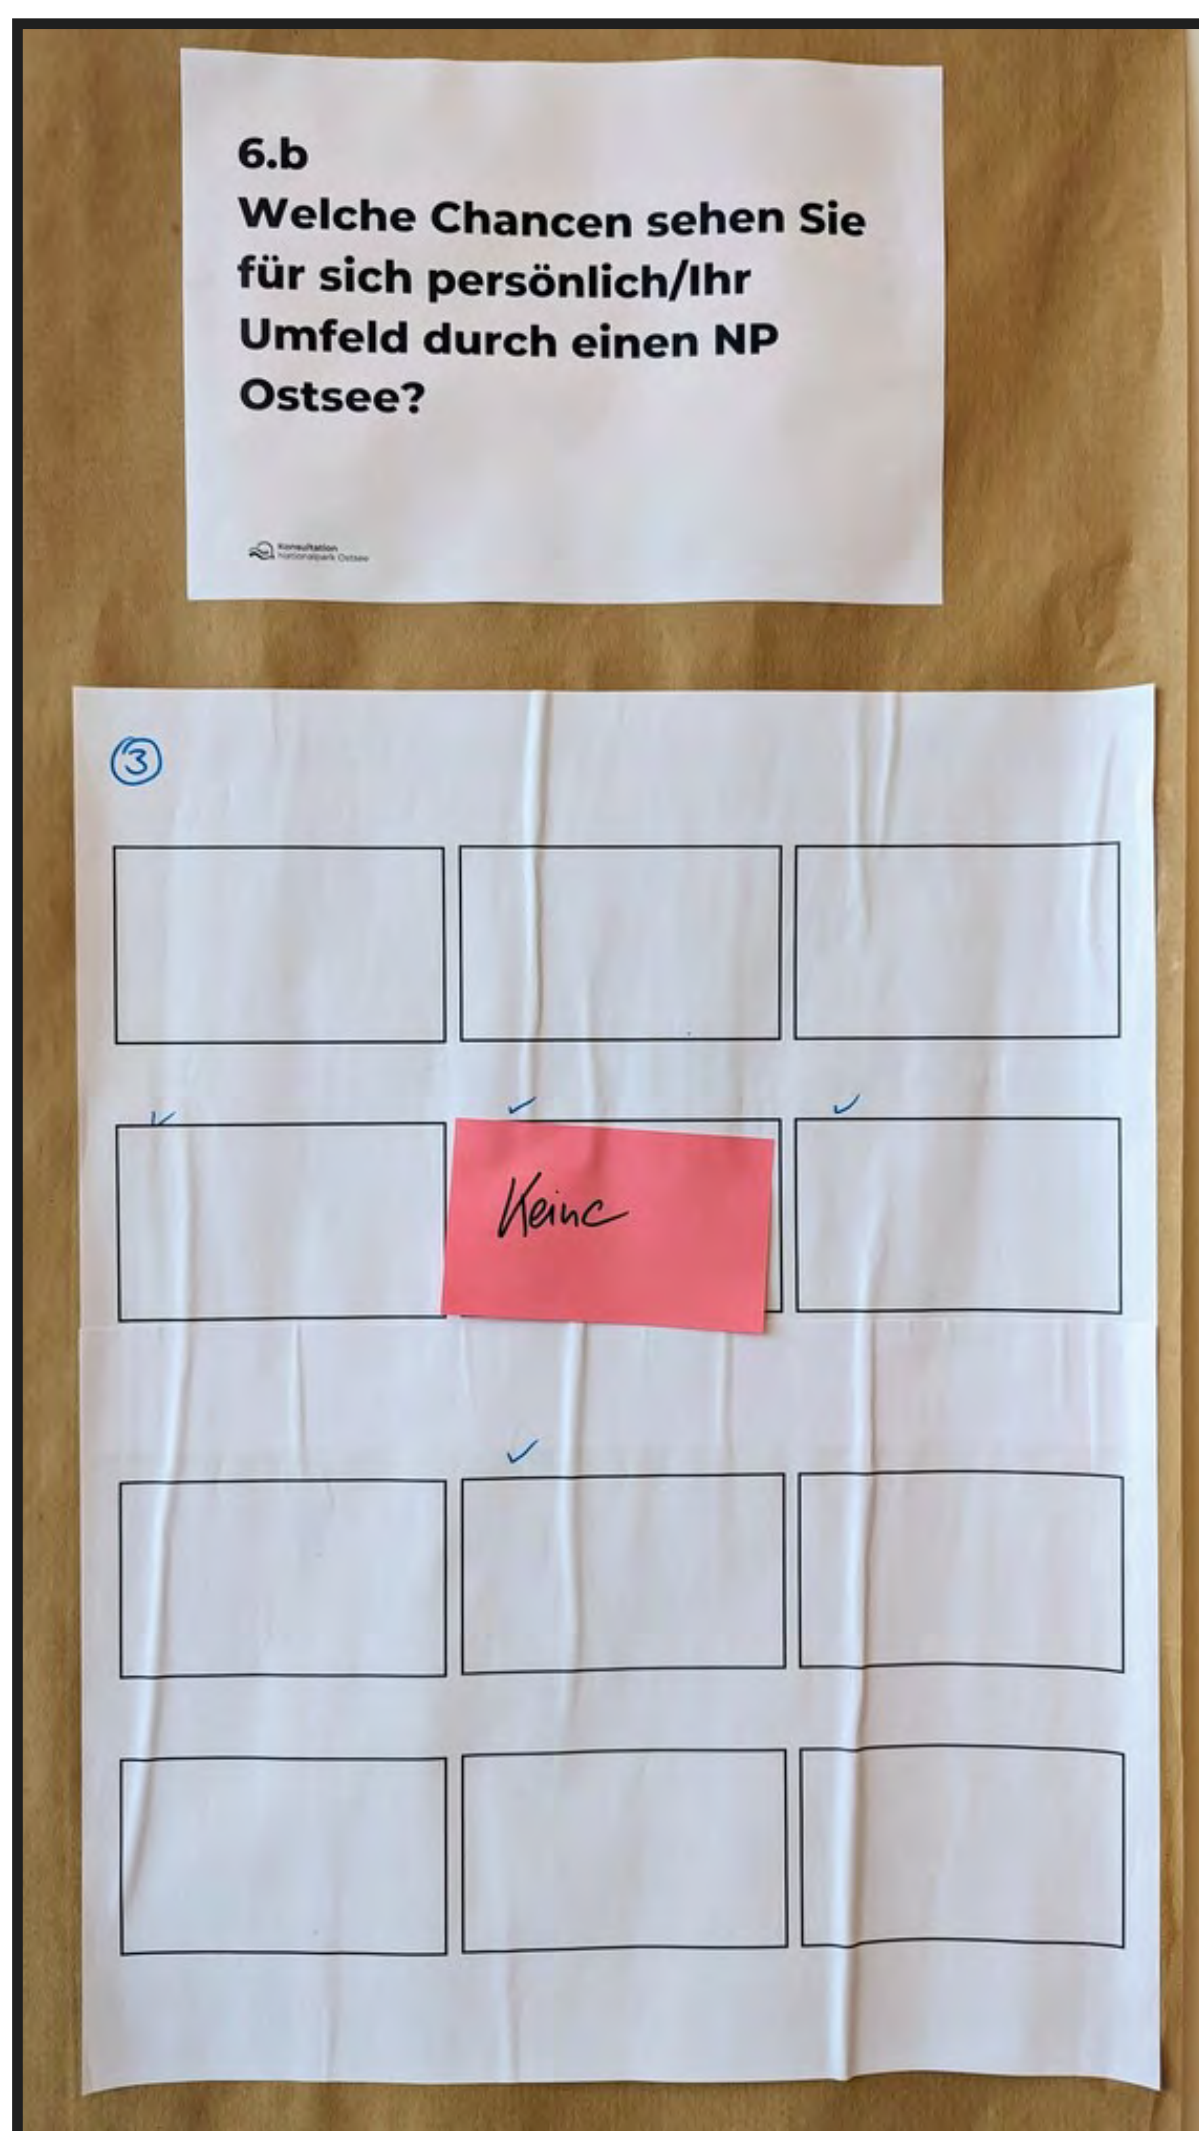 6.b
Welche Chancen sehen Sie
für sich persönlich/Ihr
Umfeld durch einen NP
Ostsee?
Konsultation
Nationalpark Ostsee
3
Keine